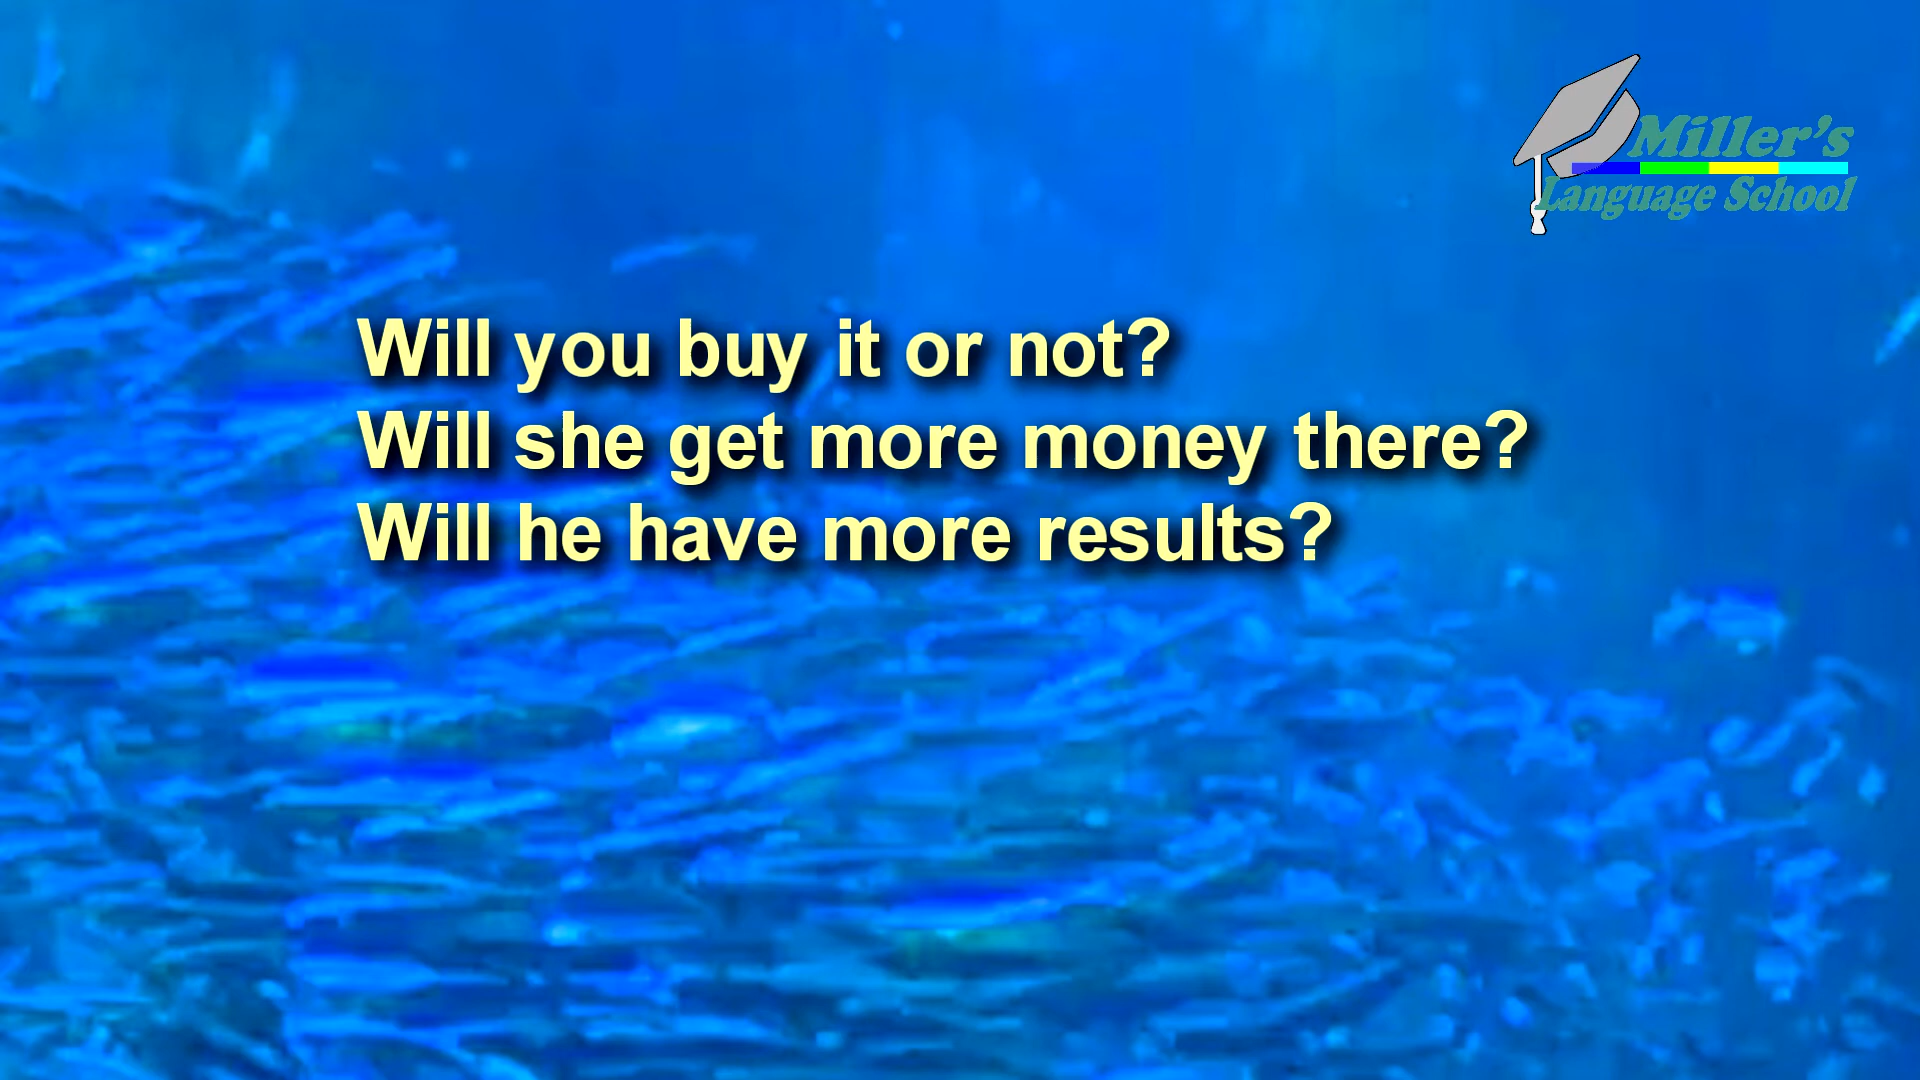 Miller's
Language School
Will you buy it or not?
Will she get more money there?
Will he have more results?